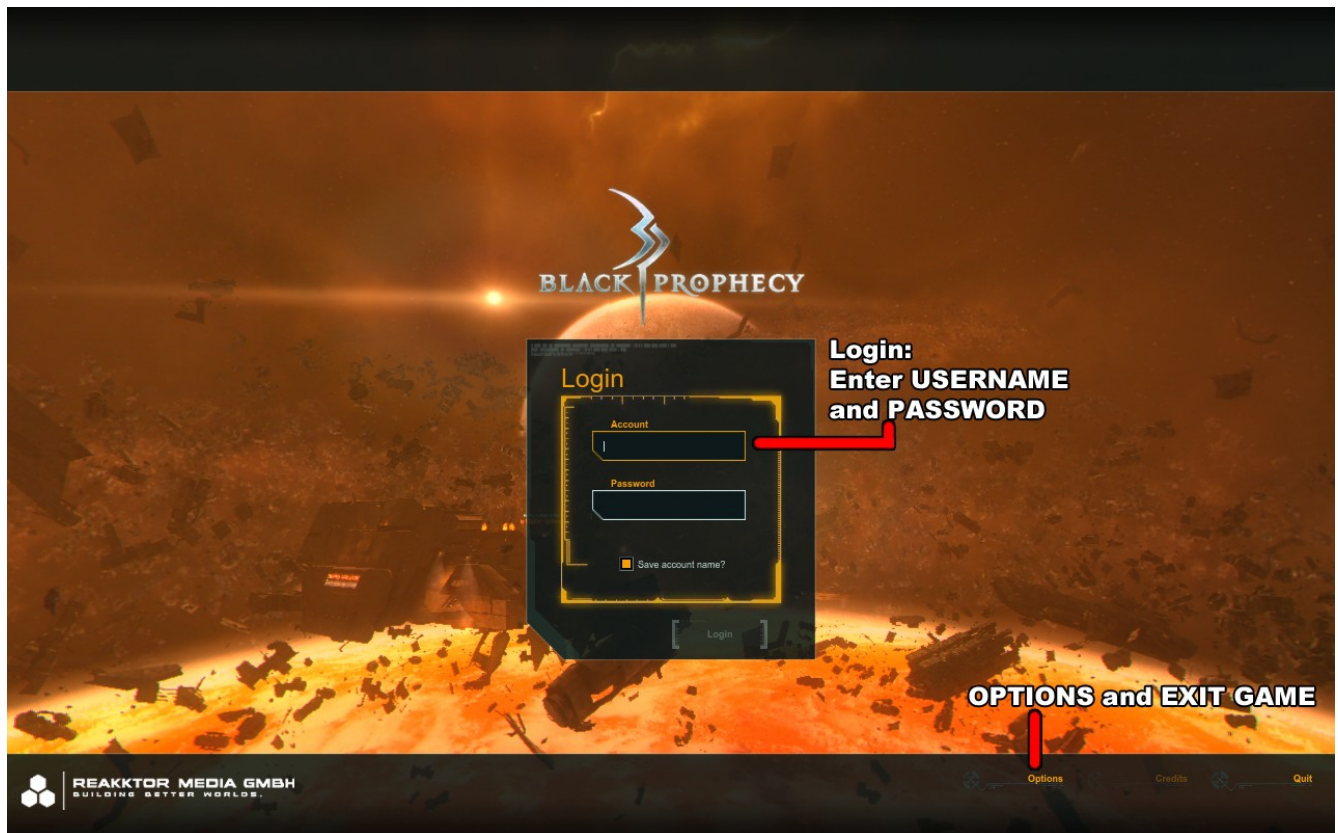 BLACK PROPHECY
Login:
Enter USERNAME
and PASSWORD
Login
Account
Password
Save account name?
Login
OPTIONS and EXIT GAME
REAKKTOR MEDIA GMBH
BUILDING BETTER WORLDS.
Options
Credits
Quit